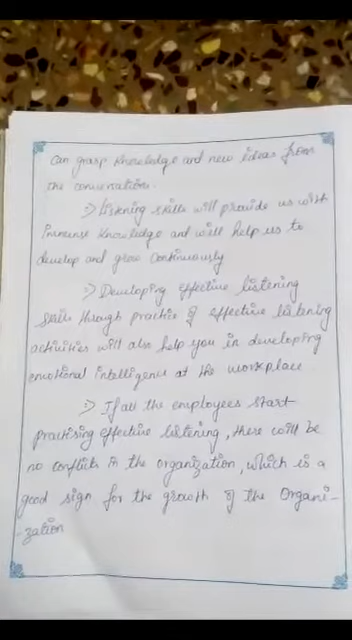 can grasp knowledge and new ideas from
the conversation.
:) Listening skills will provide us with
immense knowledge and will help us to
develop and grow continuously
:) Developing effective listening
skills through practice of effective listening
activities will also help you in developing
emotional intelligence at the workplace
:) If all the employees start
practising effective listening, there will be
no conflicts in the organization, which is a
good sign for the growth of the Organi-
-zation